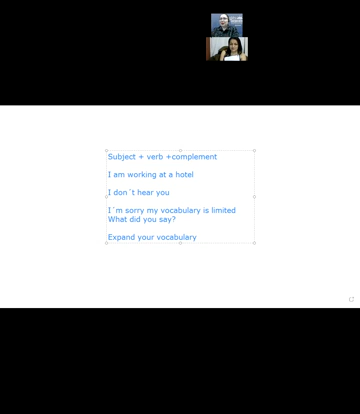 Subject + verb +complement
I am working at a hotel
I don´t hear you
I´m sorry my vocabulary is limited
What did you say?
Expand your vocabulary